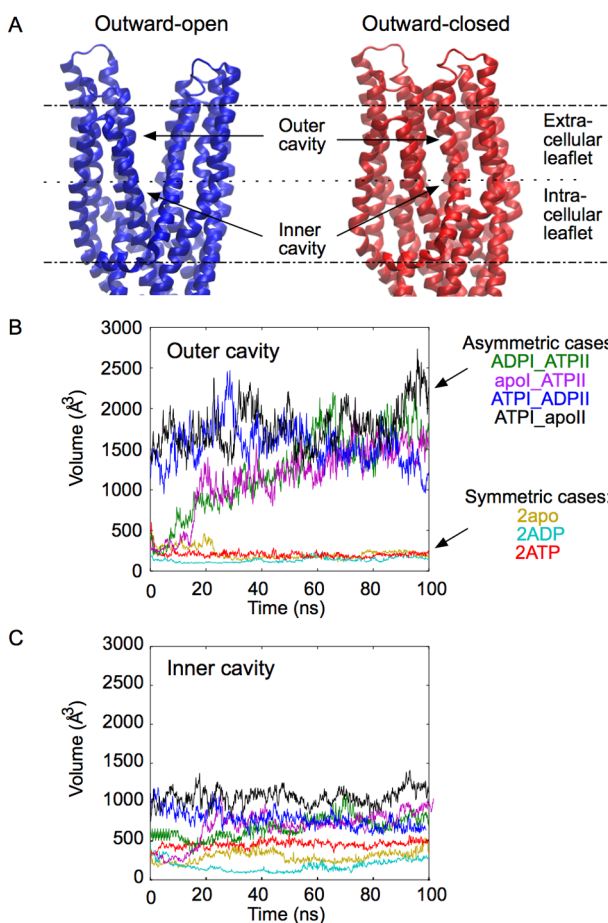 A
Outward-open
Outward-closed
Outer
cavity
Extra-
cellular
leaflet
Inner
cavity
Intra-
cellular
leaflet
B
3000
2500
2000
1500
1000
500
0
Volume (Å³)
Outer cavity
0 20 40 60 80 100
Time (ns)
Asymmetric cases
ADPI_ATPII
apoI_ATPII
ATPI_ADPII
ATPI_apoII
Symmetric cases:
2apo
2ADP
2ATP
C
3000
2500
2000
1500
1000
500
0
Volume (Å³)
Inner cavity
0 20 40 60 80 100
Time (ns)